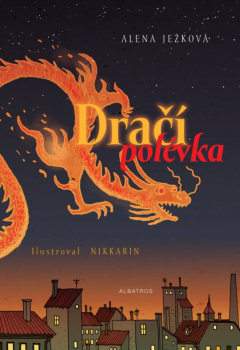 ALENA JEŽKOVÁ
Dračí
polévka
Ilustroval NIKKARIN
ALBATROS